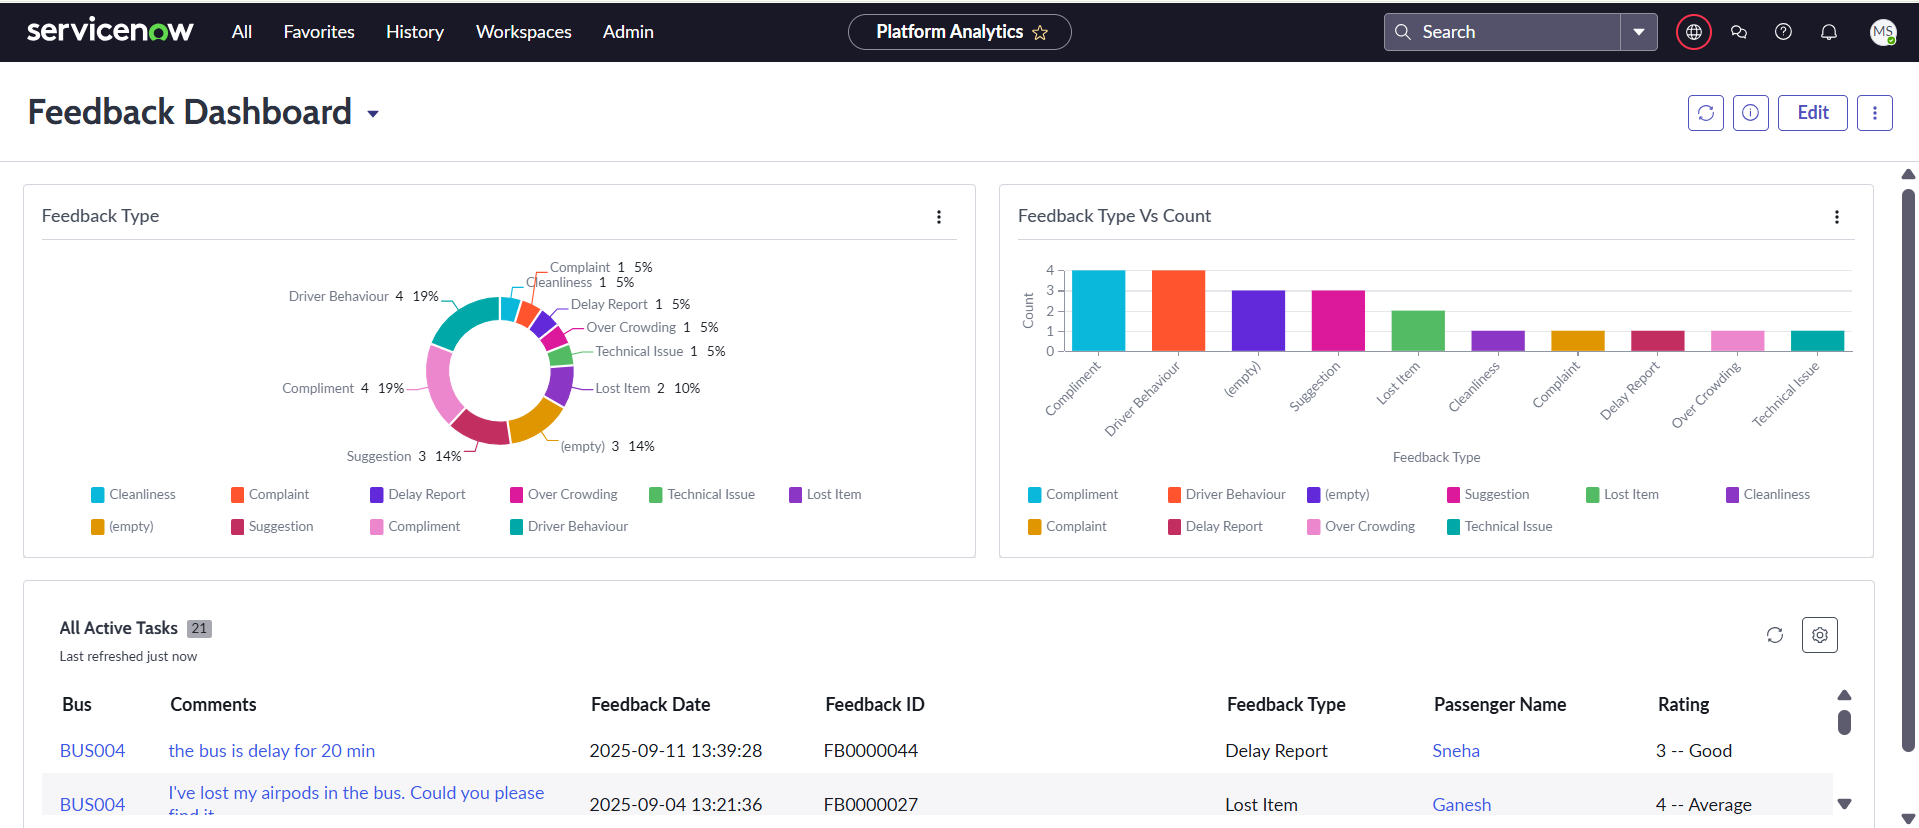 servicenow All Favorites History Workspaces Admin Platform Analytics Search MS
Feedback Dashboard Edit
Feedback Type
Complaint 1 5%
Cleanliness 1 5%
Driver Behaviour 4 19%
Delay Report 1 5%
Over Crowding 1 5%
Technical Issue 1 5%
Compliment 4 19%
Lost Item 2 10%
(empty) 3 14%
Suggestion 3 14%
Cleanliness Complaint Delay Report Over Crowding Technical Issue Lost Item
(empty) Suggestion Compliment Driver Behaviour
Feedback Type Vs Count
Count
4
3
2
1
0
Compliment
Driver Behaviour
(empty)
Suggestion
Lost Item
Cleanliness
Complaint
Delay Report
Over Crowding
Technical Issue
Feedback Type
Compliment Driver Behaviour (empty) Suggestion Lost Item Cleanliness
Complaint Delay Report Over Crowding Technical Issue
All Active Tasks 21
Last refreshed just now
Bus Comments Feedback Date Feedback ID Feedback Type Passenger Name Rating
BUS004 the bus is delay for 20 min 2025-09-11 13:39:28 FB0000044 Delay Report Sneha 3 -- Good
BUS004 I've lost my airpods in the bus. Could you please 2025-09-04 13:21:36 FB0000027 Lost Item Ganesh 4 -- Average